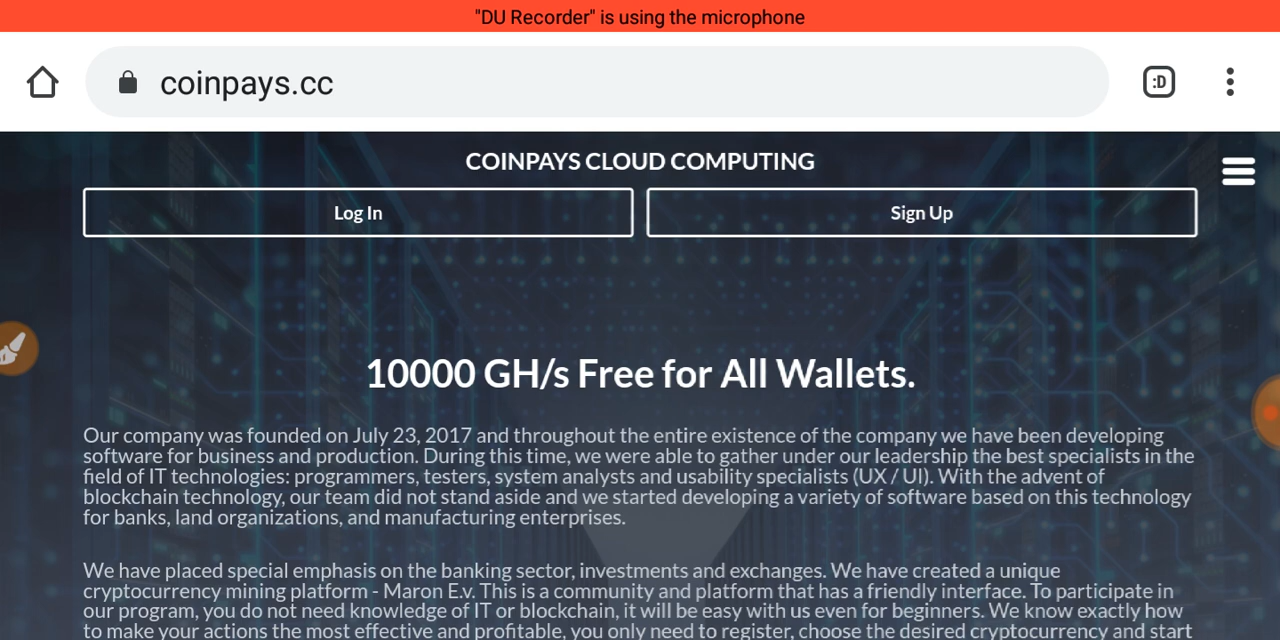 "DU Recorder" is using the microphone
coinpays.cc
:D
COINPAYS CLOUD COMPUTING
Log In
Sign Up
10000 GH/s Free for All Wallets.
Our company was founded on July 23, 2017 and throughout the entire existence of the company we have been developing
software for business and production. During this time, we were able to gather under our leadership the best specialists in the
field of IT technologies: programmers, testers, system analysts and usability specialists (UX / UI). With the advent of
blockchain technology, our team did not stand aside and we started developing a variety of software based on this technology
for banks, land organizations, and manufacturing enterprises.
We have placed special emphasis on the banking sector, investments and exchanges. We have created a unique
cryptocurrency mining platform - Maron E.v. This is a community and platform that has a friendly interface. To participate in
our program, you do not need knowledge of IT or blockchain, it will be easy with us even for beginners. We know exactly how
to make your actions the most effective and profitable, you only need to register, choose the desired cryptocurrency and start